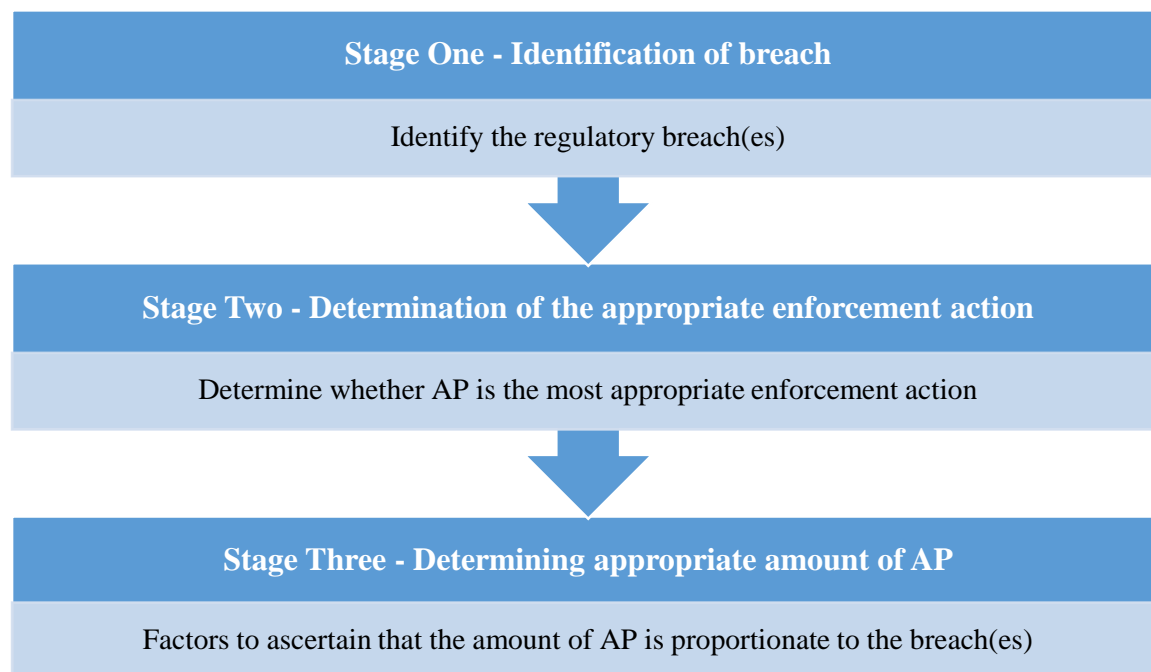 Stage One - Identification of breach
Identify the regulatory breach(es)
Stage Two - Determination of the appropriate enforcement action
Determine whether AP is the most appropriate enforcement action
Stage Three - Determining appropriate amount of AP
Factors to ascertain that the amount of AP is proportionate to the breach(es)